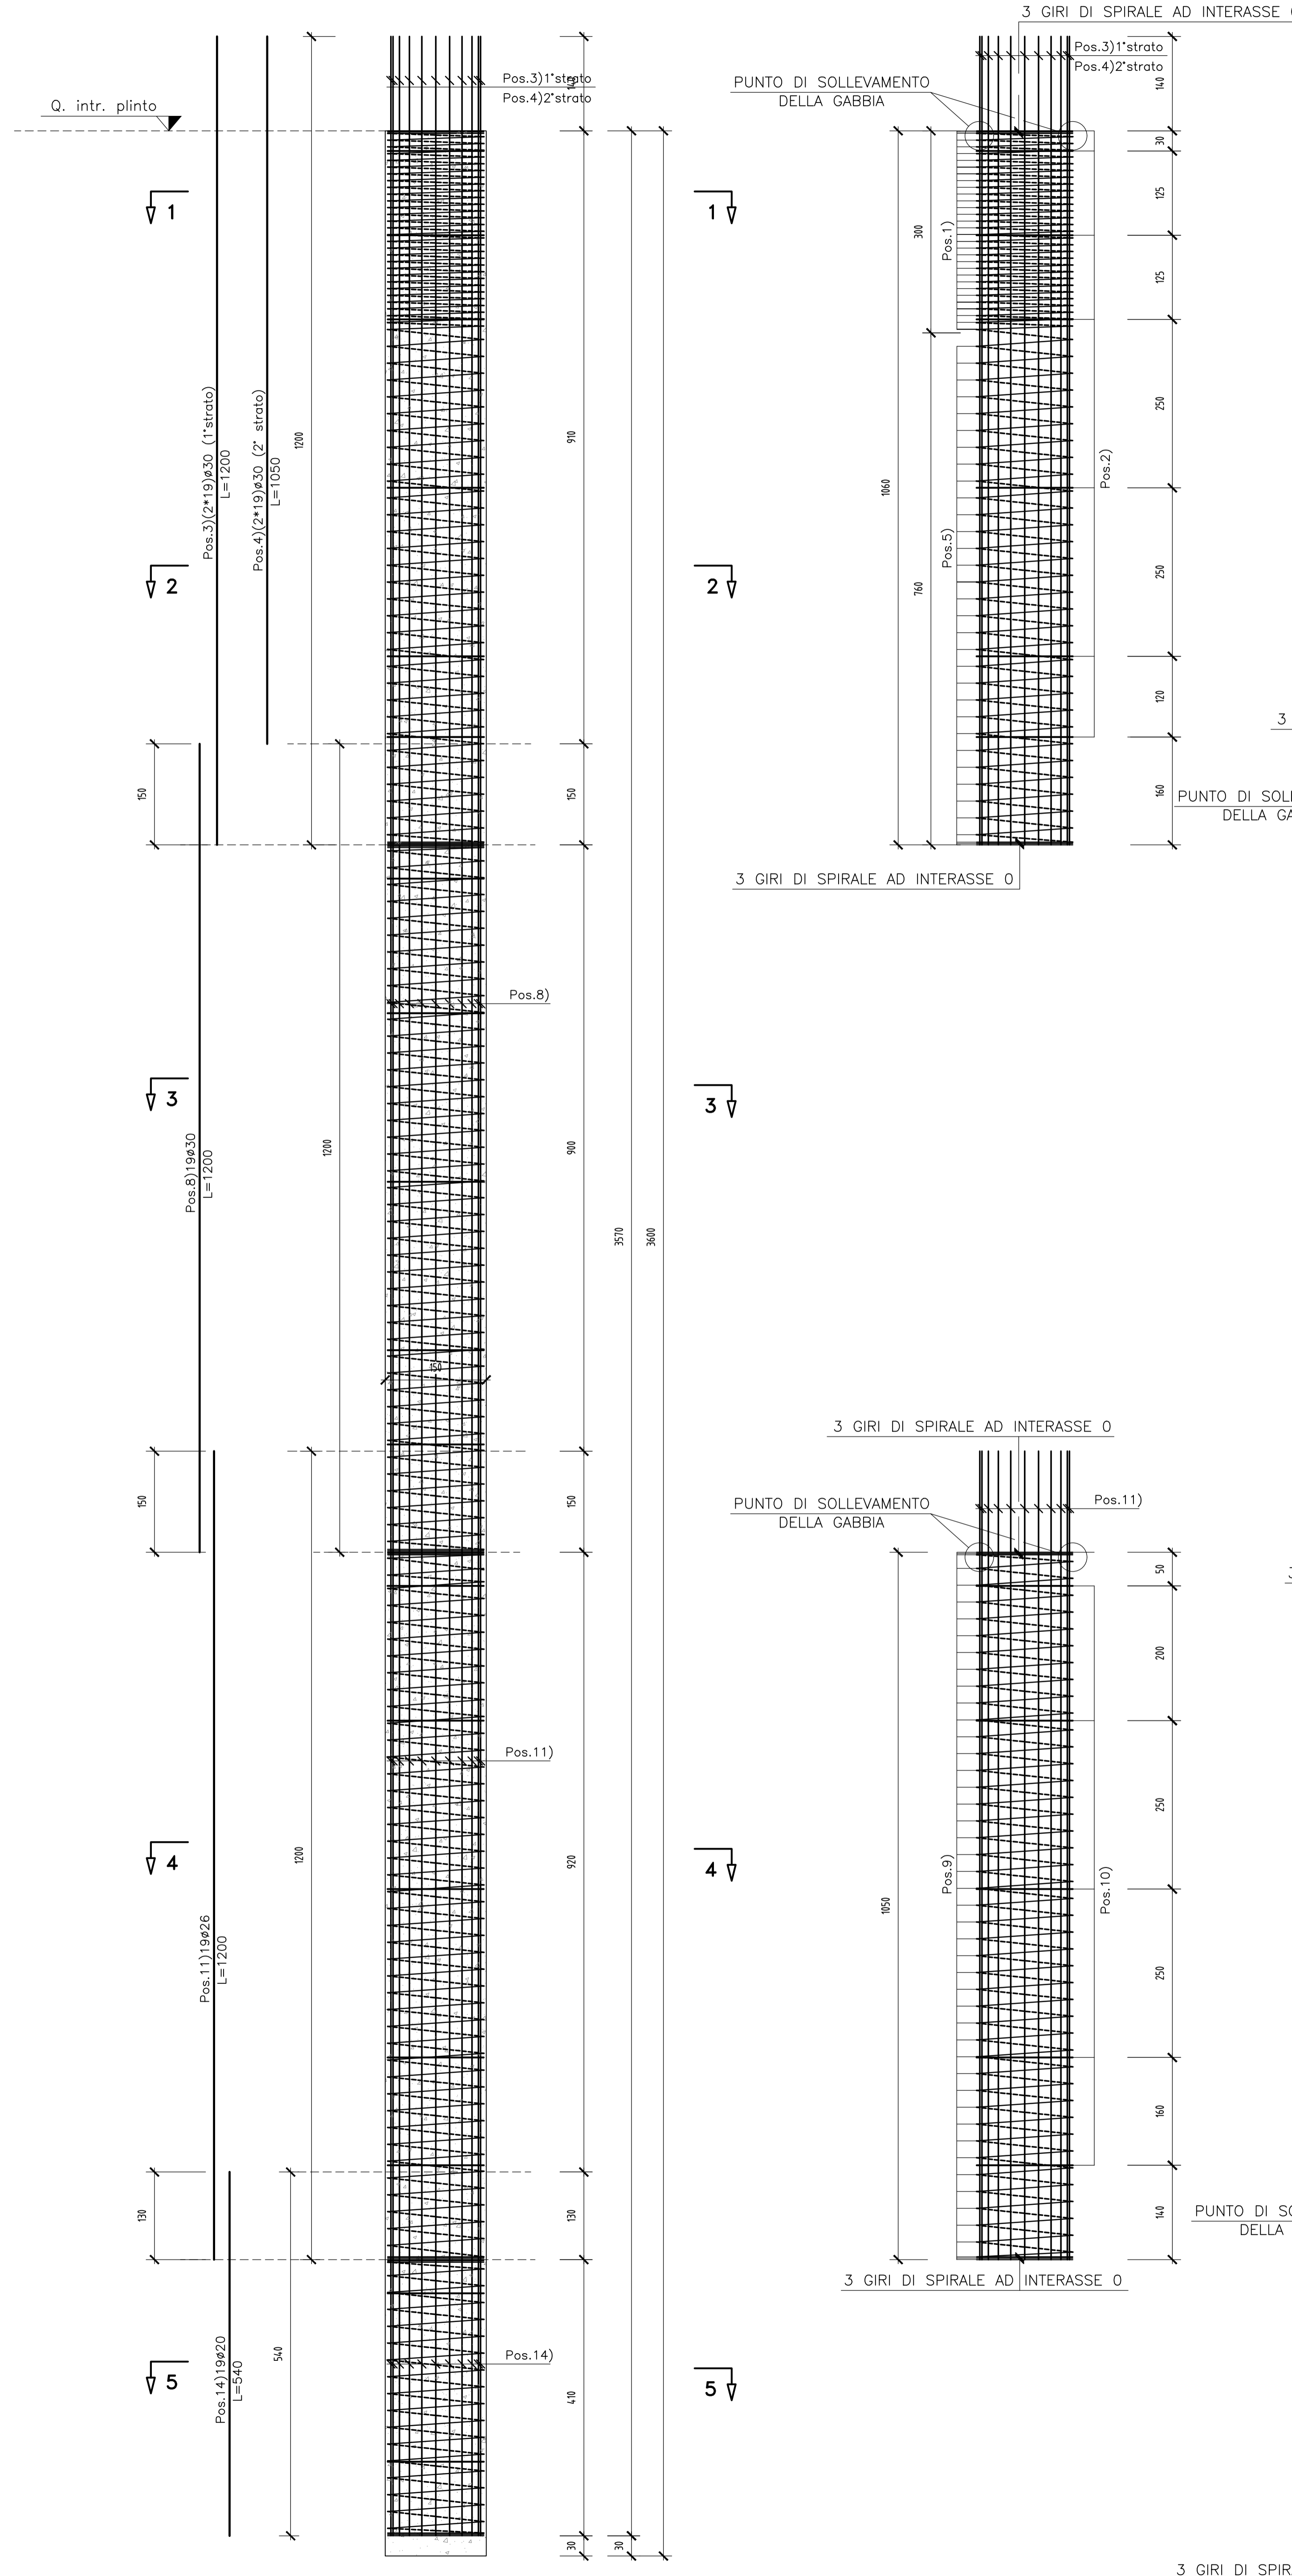 3 GIRI DI SPIRALE AD INTERASSE
Pos.3)1°strato
Pos.4)2°strato
140
Pos.3)1°strato
Pos.4)2°strato
140
PUNTO DI SOLLEVAMENTO
DELLA GABBIA
Q. intr. plinto
30
1
1
125
300
Pos.1)
125
Pos.3)(2*19)ø30 (1°strato)
L=1200
Pos.4)(2*19)ø30 (2° strato)
L=1050
1200
910
250
Pos.2)
1060
Pos.5)
760
250
2
2
120
3
150
150
160
PUNTO DI SOLL
DELLA GA
3 GIRI DI SPIRALE AD INTERASSE 0
Pos.8)
3
3
Pos.8)19ø30
L=1200
1200
900
3570
3600
150
3 GIRI DI SPIRALE AD INTERASSE 0
150
150
PUNTO DI SOLLEVAMENTO
DELLA GABBIA
Pos.11)
50
200
Pos.11)
4
4
250
Pos.9)
Pos.10)
1050
1200
920
Pos.11)19ø26
L=1200
250
160
130
130
140
PUNTO DI SO
DELLA
3 GIRI DI SPIRALE AD INTERASSE 0
Pos.14)
5
5
Pos.14)19ø20
L=540
540
410
30
30
3 GIRI DI SPIR